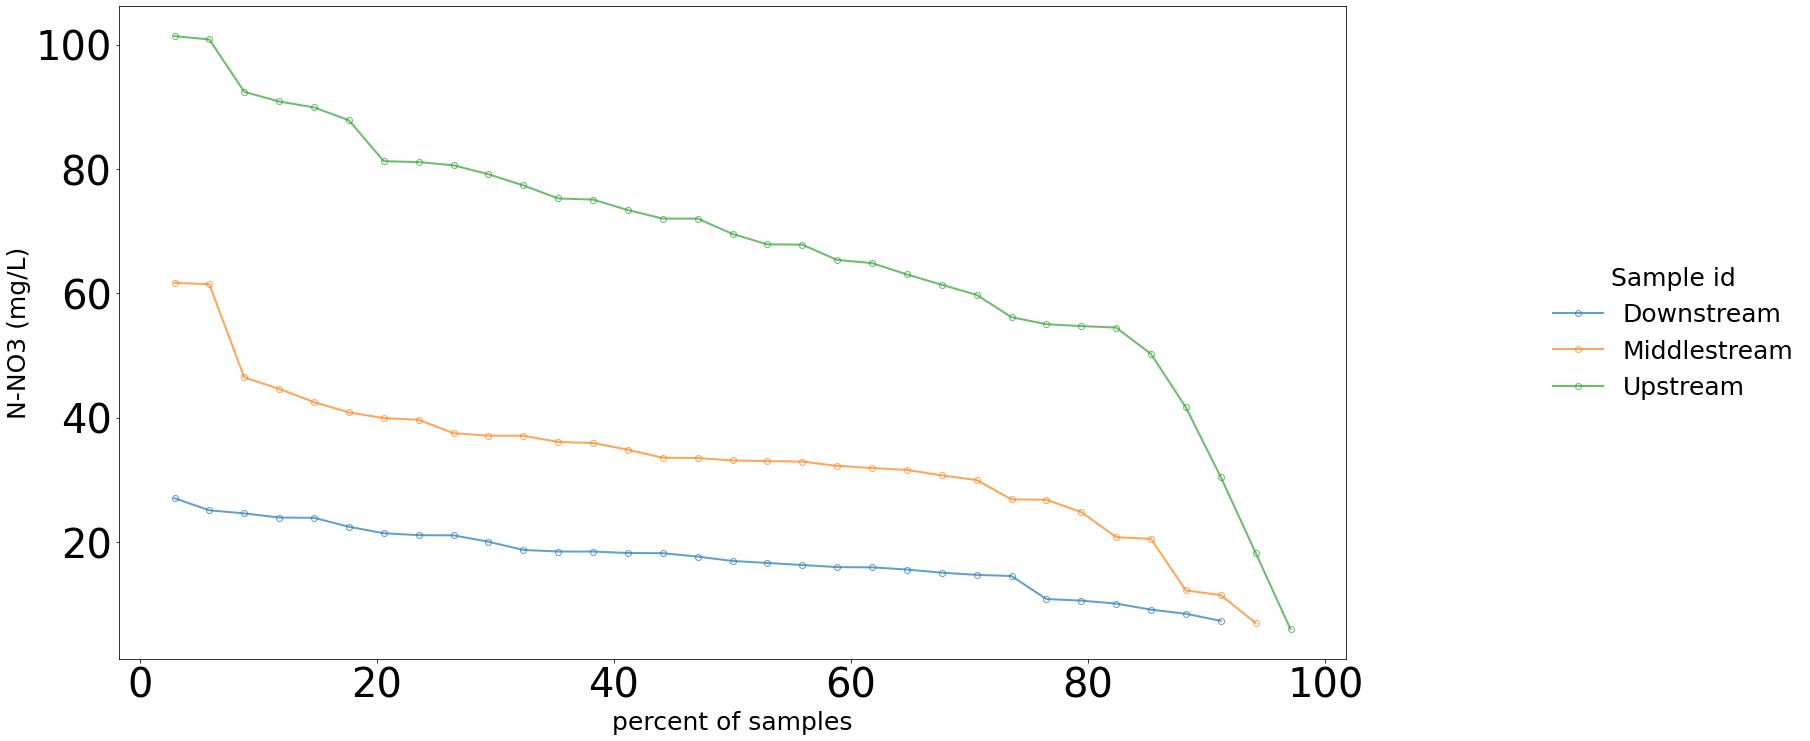 100
80
60
40
20
N-NO3 (mg/L)
0 20 40 60 80 100
percent of samples
Sample id
Downstream
Middlestream
Upstream